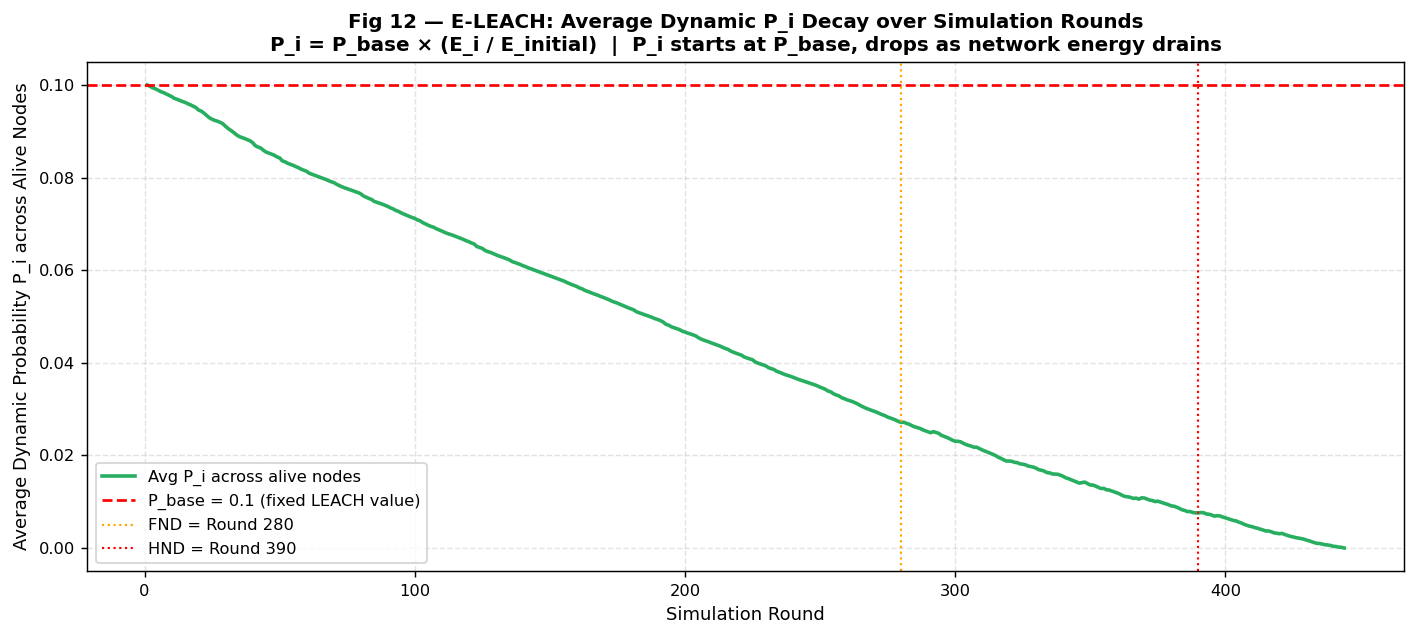 Fig 12 — E-LEACH: Average Dynamic P_i Decay over Simulation Rounds
P_i = P_base × (E_i / E_initial)  |  P_i starts at P_base, drops as network energy drains
Average Dynamic Probability P_i across Alive Nodes
0.10
0.08
0.06
0.04
0.02
0.00
Avg P_i across alive nodes
P_base = 0.1 (fixed LEACH value)
FND = Round 280
HND = Round 390
0 100 200 300 400
Simulation Round